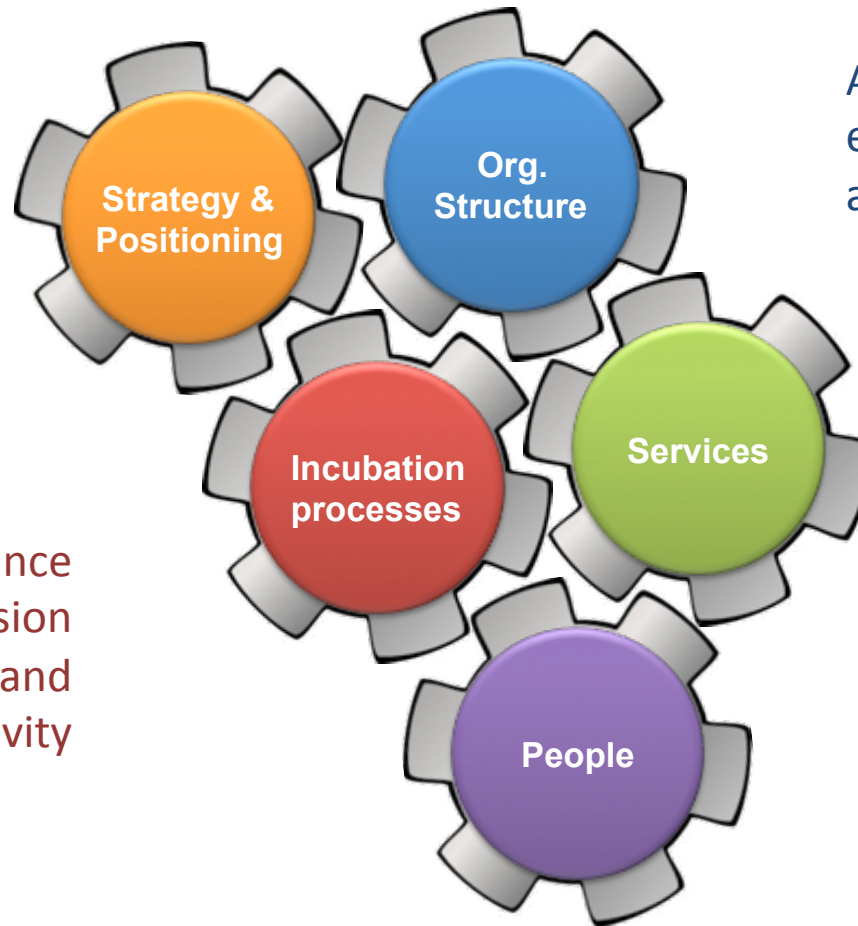 Strategy &
Positioning
Org.
Structure
A
e
a
Incubation
processes
Services
nce
sion
and
vity
People